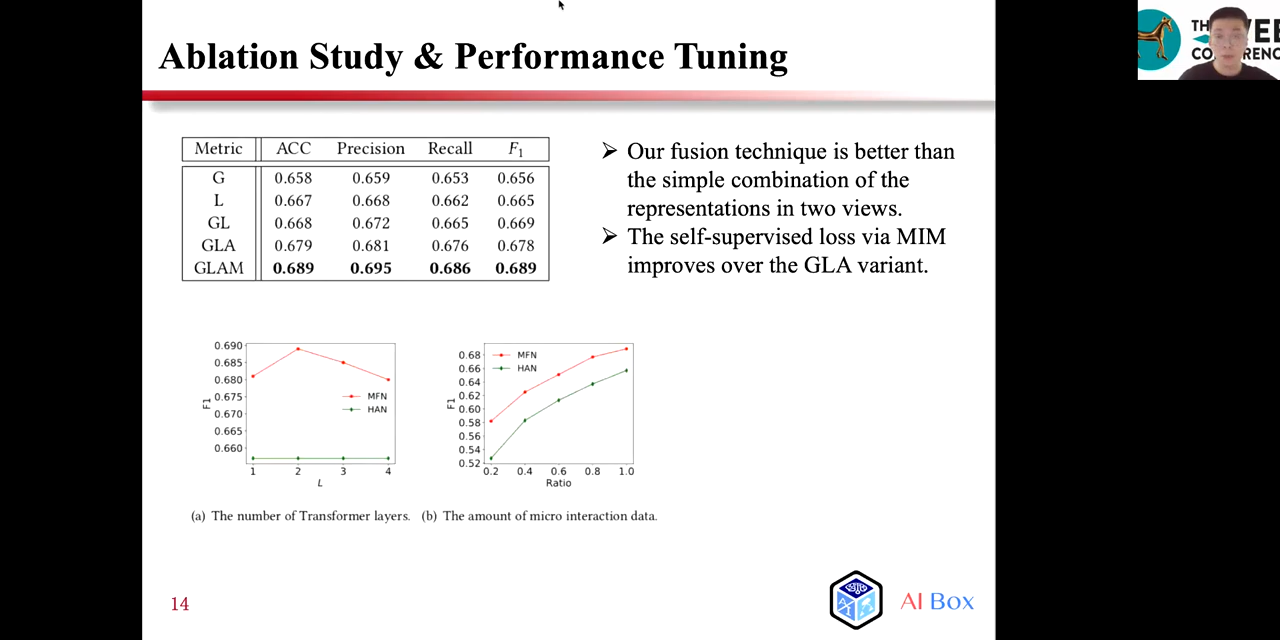 Ablation Study & Performance Tuning
Metric ACC Precision Recall F1
G 0.658 0.659 0.653 0.656
L 0.667 0.668 0.662 0.665
GL 0.668 0.672 0.665 0.669
GLA 0.679 0.681 0.676 0.678
GLAM 0.689 0.695 0.686 0.689
➢ Our fusion technique is better than
the simple combination of the
representations in two views.
➢ The self-supervised loss via MIM
improves over the GLA variant.
0.690
0.685
0.680
0.675
0.670
0.665
0.660
F1
MFN
HAN
1 2 3 4
L
(a) The number of Transformer layers.
0.68
0.66
0.64
0.62
0.60
0.58
0.56
0.54
0.52
F1
MFN
HAN
0.2 0.4 0.6 0.8 1.0
Ratio
(b) The amount of micro interaction data.
14
AI Box